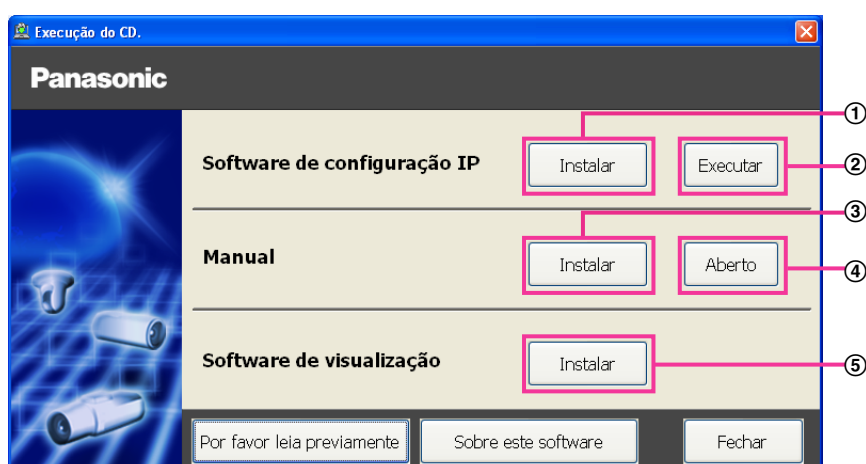 Execução do CD.
Panasonic
①
Software de configuração IP Instalar Executar ②
③
Manual Instalar Aberto ④
Software de visualização Instalar ⑤
Por favor leia previamente Sobre este software Fechar